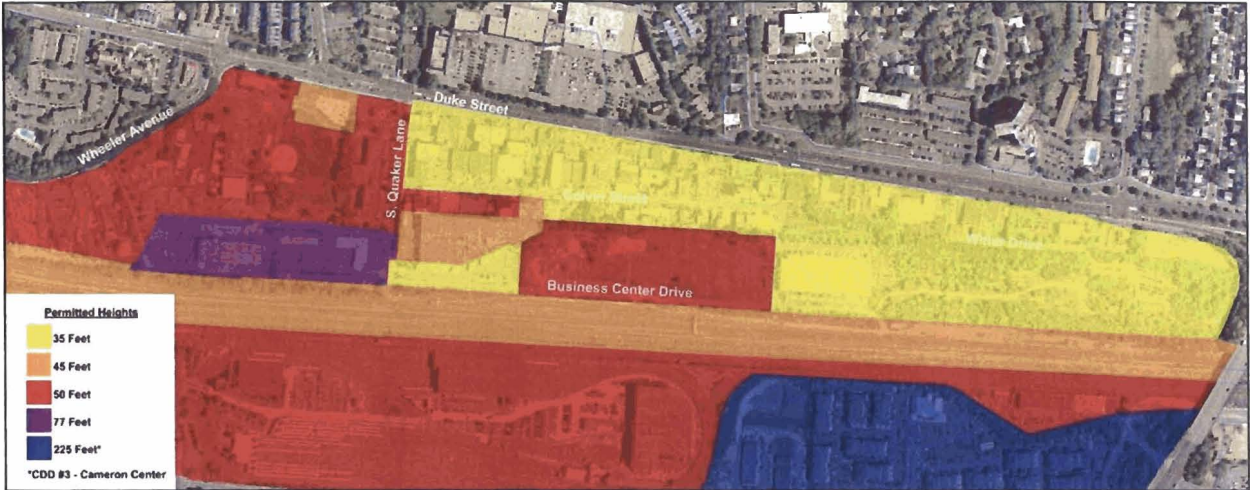 Duke Street
Wheeler Avenue
S. Quaker Lane
Business Center Drive
Permitted Heights
35 Feet
45 Feet
50 Feet
77 Feet
225 Feet*
*CDD #3 - Cameron Center